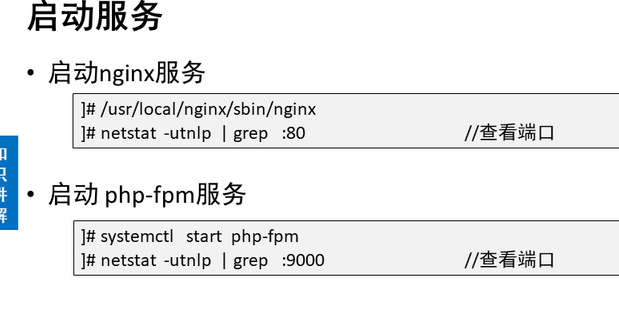 启动服务
• 启动nginx服务
]# /usr/local/nginx/sbin/nginx
]# netstat -utnlp | grep :80 //查看端口
知识讲解
• 启动 php-fpm服务
]# systemctl start php-fpm
]# netstat -utnlp | grep :9000 //查看端口